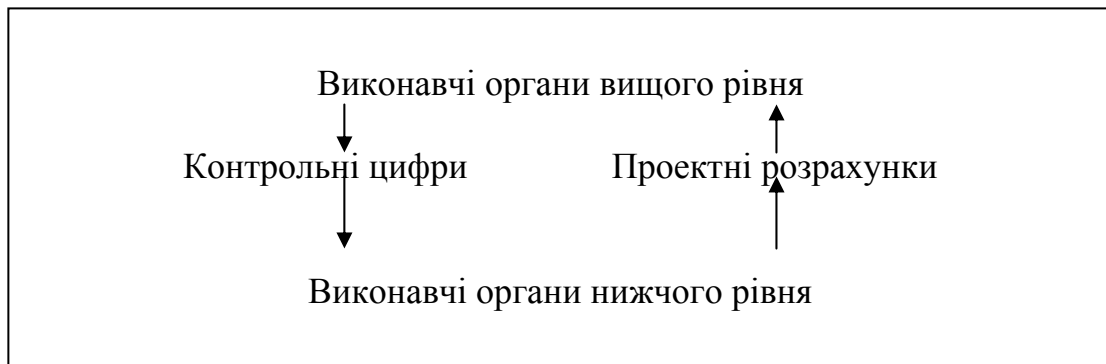 Виконавчі органи вищого рівня
Контрольні цифри Проектні розрахунки
Виконавчі органи нижчого рівня